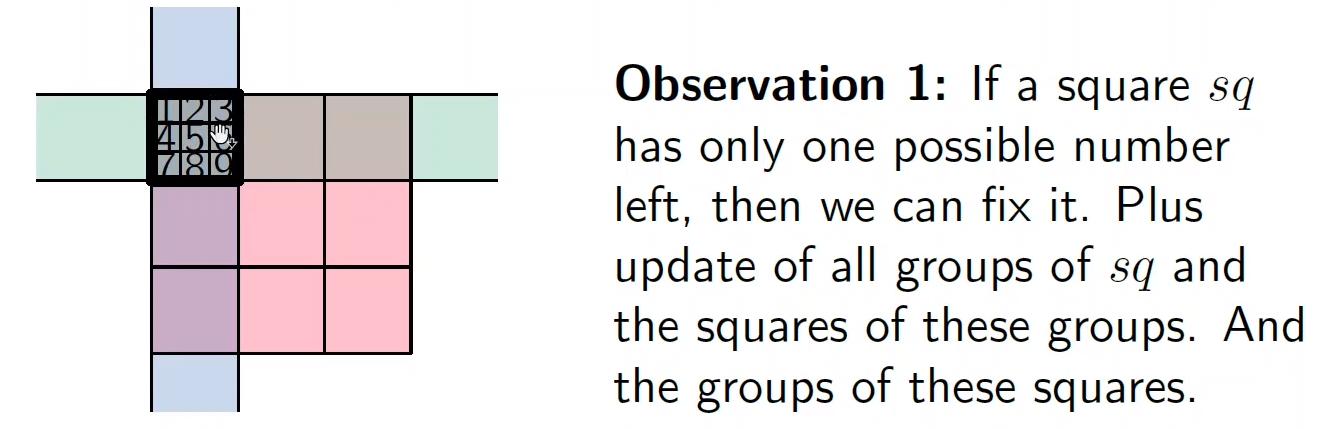 1 2 3
4 5
7 8 9
Observation 1: If a square sq
has only one possible number
left, then we can fix it. Plus
update of all groups of sq and
the squares of these groups. And
the groups of these squares.